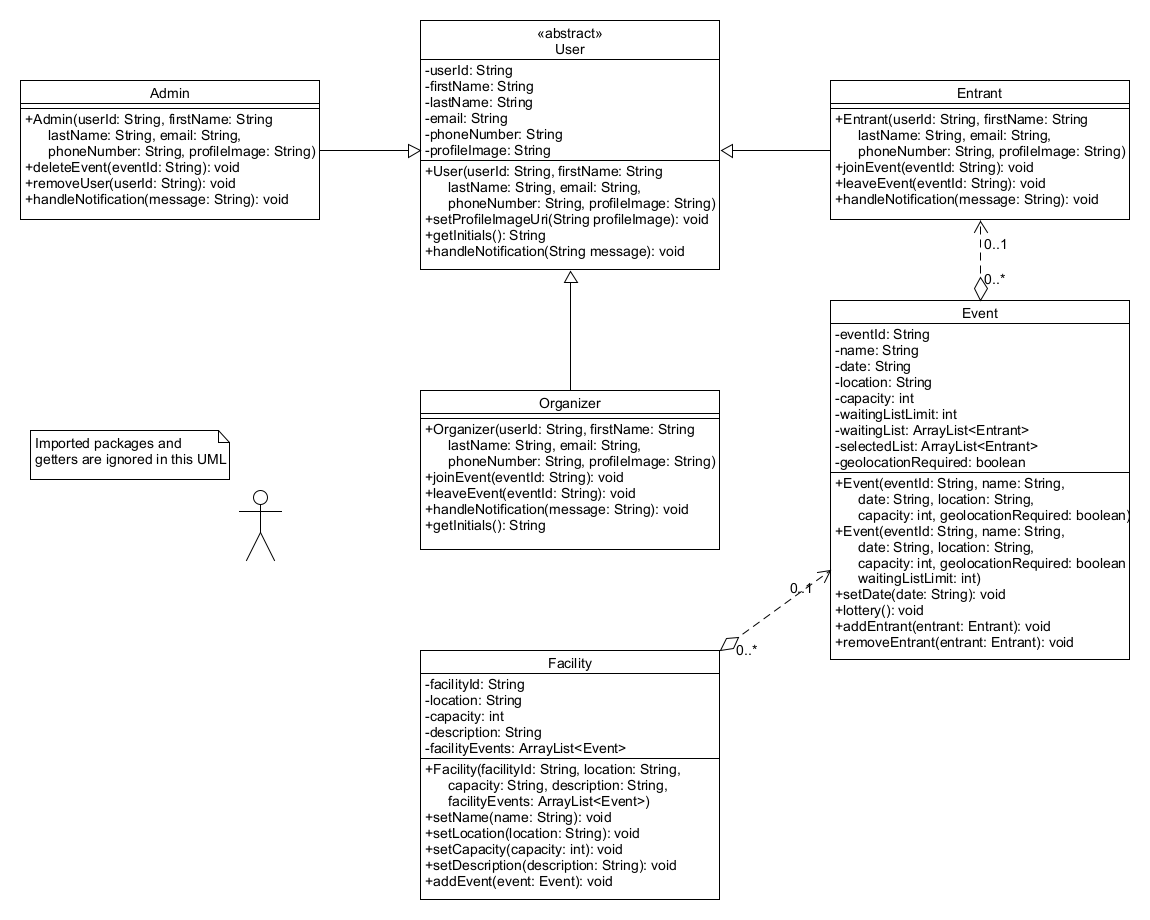 «abstract»
User
-userId: String
-firstName: String
-lastName: String
-email: String
-phoneNumber: String
-profileImage: String
+User(userId: String, firstName: String
lastName: String, email: String,
phoneNumber: String, profileImage: String)
+setProfileImageUri(String profileImage): void
+getInitials(): String
+handleNotification(String message): void
Admin
+Admin(userId: String, firstName: String
lastName: String, email: String,
phoneNumber: String, profileImage: String)
+deleteEvent(eventId: String): void
+removeUser(userId: String): void
+handleNotification(message: String): void
Entrant
+Entrant(userId: String, firstName: String
lastName: String, email: String,
phoneNumber: String, profileImage: String)
+joinEvent(eventId: String): void
+leaveEvent(eventId: String): void
+handleNotification(message: String): void
0..1
0..*
Event
-eventId: String
-name: String
-date: String
-location: String
-capacity: int
-waitingListLimit: int
-waitingList: ArrayList<Entrant>
-selectedList: ArrayList<Entrant>
-geolocationRequired: boolean
+Event(eventId: String, name: String,
date: String, location: String,
capacity: int, geolocationRequired: boolean)
+Event(eventId: String, name: String,
date: String, location: String,
capacity: int, geolocationRequired: boolean
waitingListLimit: int)
+setDate(date: String): void
+lottery(): void
+addEntrant(entrant: Entrant): void
+removeEntrant(entrant: Entrant): void
Organizer
+Organizer(userId: String, firstName: String
lastName: String, email: String,
phoneNumber: String, profileImage: String)
+joinEvent(eventId: String): void
+leaveEvent(eventId: String): void
+handleNotification(message: String): void
+getInitials(): String
Imported packages and
getters are ignored in this UML
0..1
0..*
Facility
-facilityId: String
-location: String
-capacity: int
-description: String
-facilityEvents: ArrayList<Event>
+Facility(facilityId: String, location: String,
capacity: String, description: String,
facilityEvents: ArrayList<Event>)
+setName(name: String): void
+setLocation(location: String): void
+setCapacity(capacity: int): void
+setDescription(description: String): void
+addEvent(event: Event): void